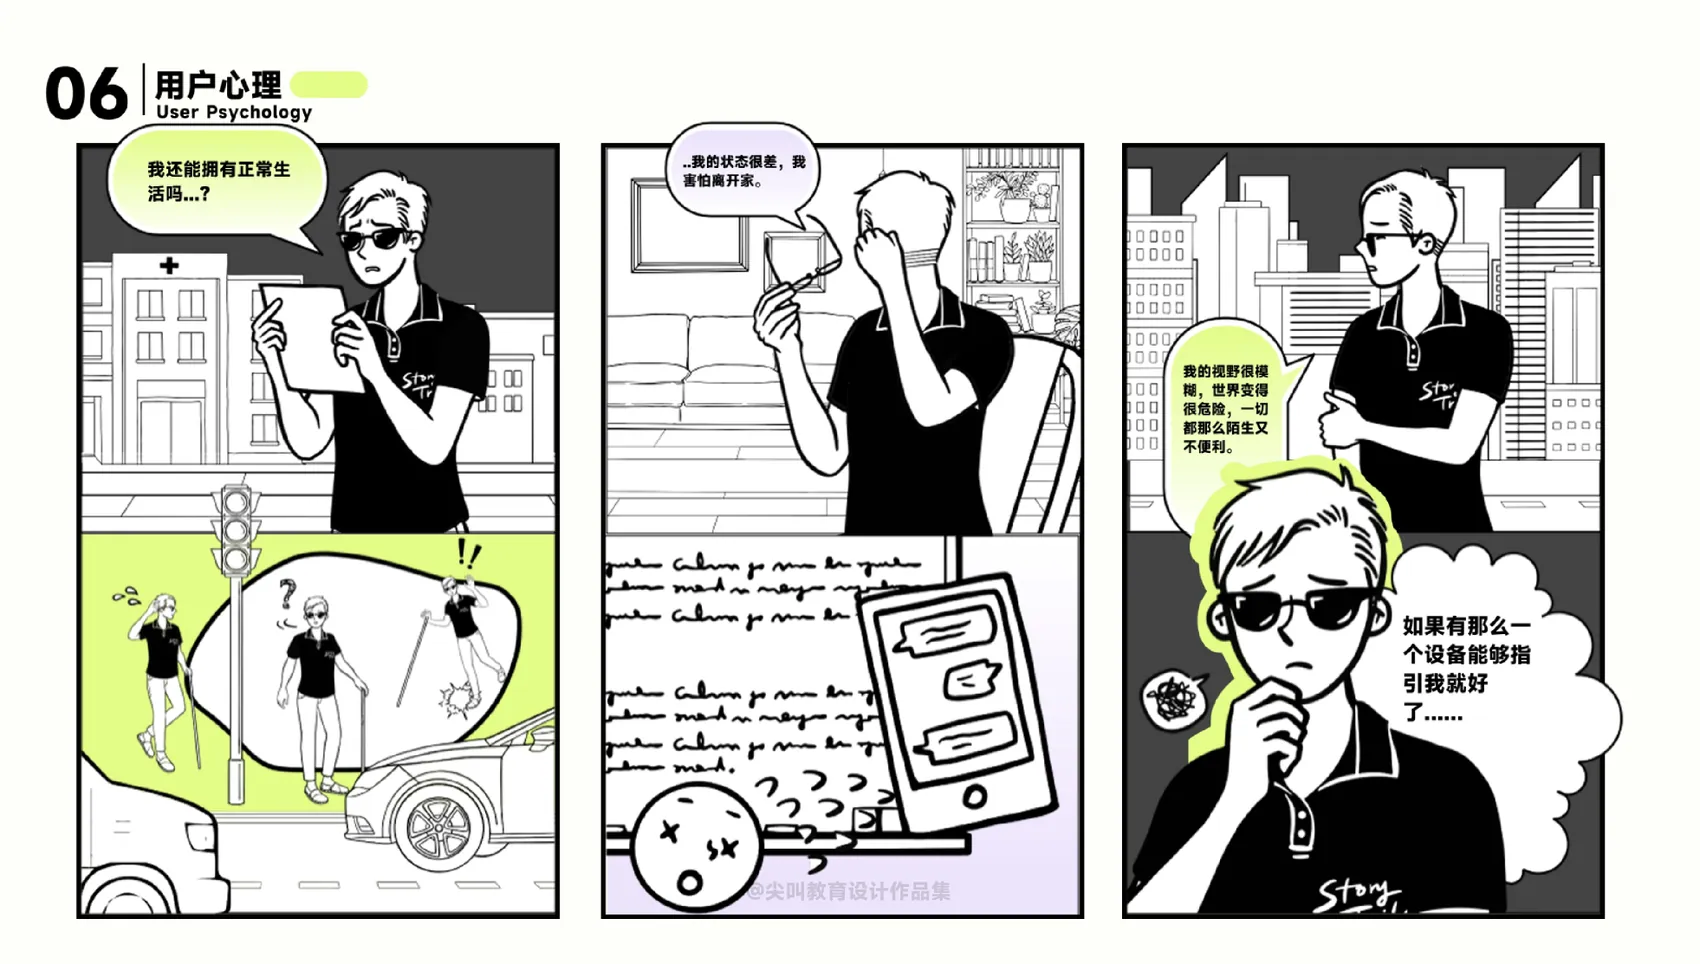 06
用户心理
User Psychology
我还能拥有正常生
活吗...?
..我的状态很差，我
害怕离开家。
我的视野很模
糊，世界变得
很危险，一切
都那么陌生又
不便利。
如果有那么一
个设备能够指
引我就好
了......
Story
@尖叫教育设计作品集